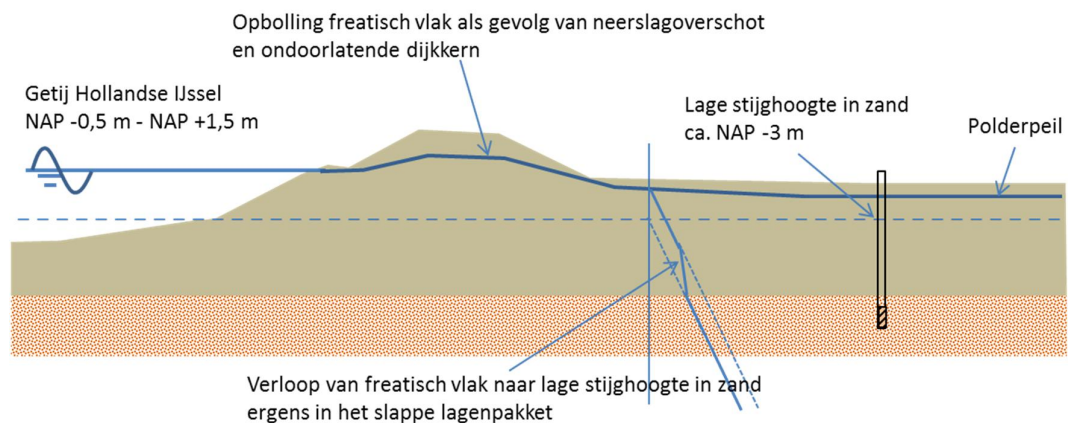 Opbolling freatisch vlak als gevolg van neerslagoverschot
en ondoorlatende dijkkern
Getij Hollandse IJssel
NAP -0,5 m - NAP +1,5 m
Lage stijghoogte in zand
ca. NAP -3 m
Polderpeil
Verloop van freatisch vlak naar lage stijghoogte in zand
ergens in het slappe lagenpakket